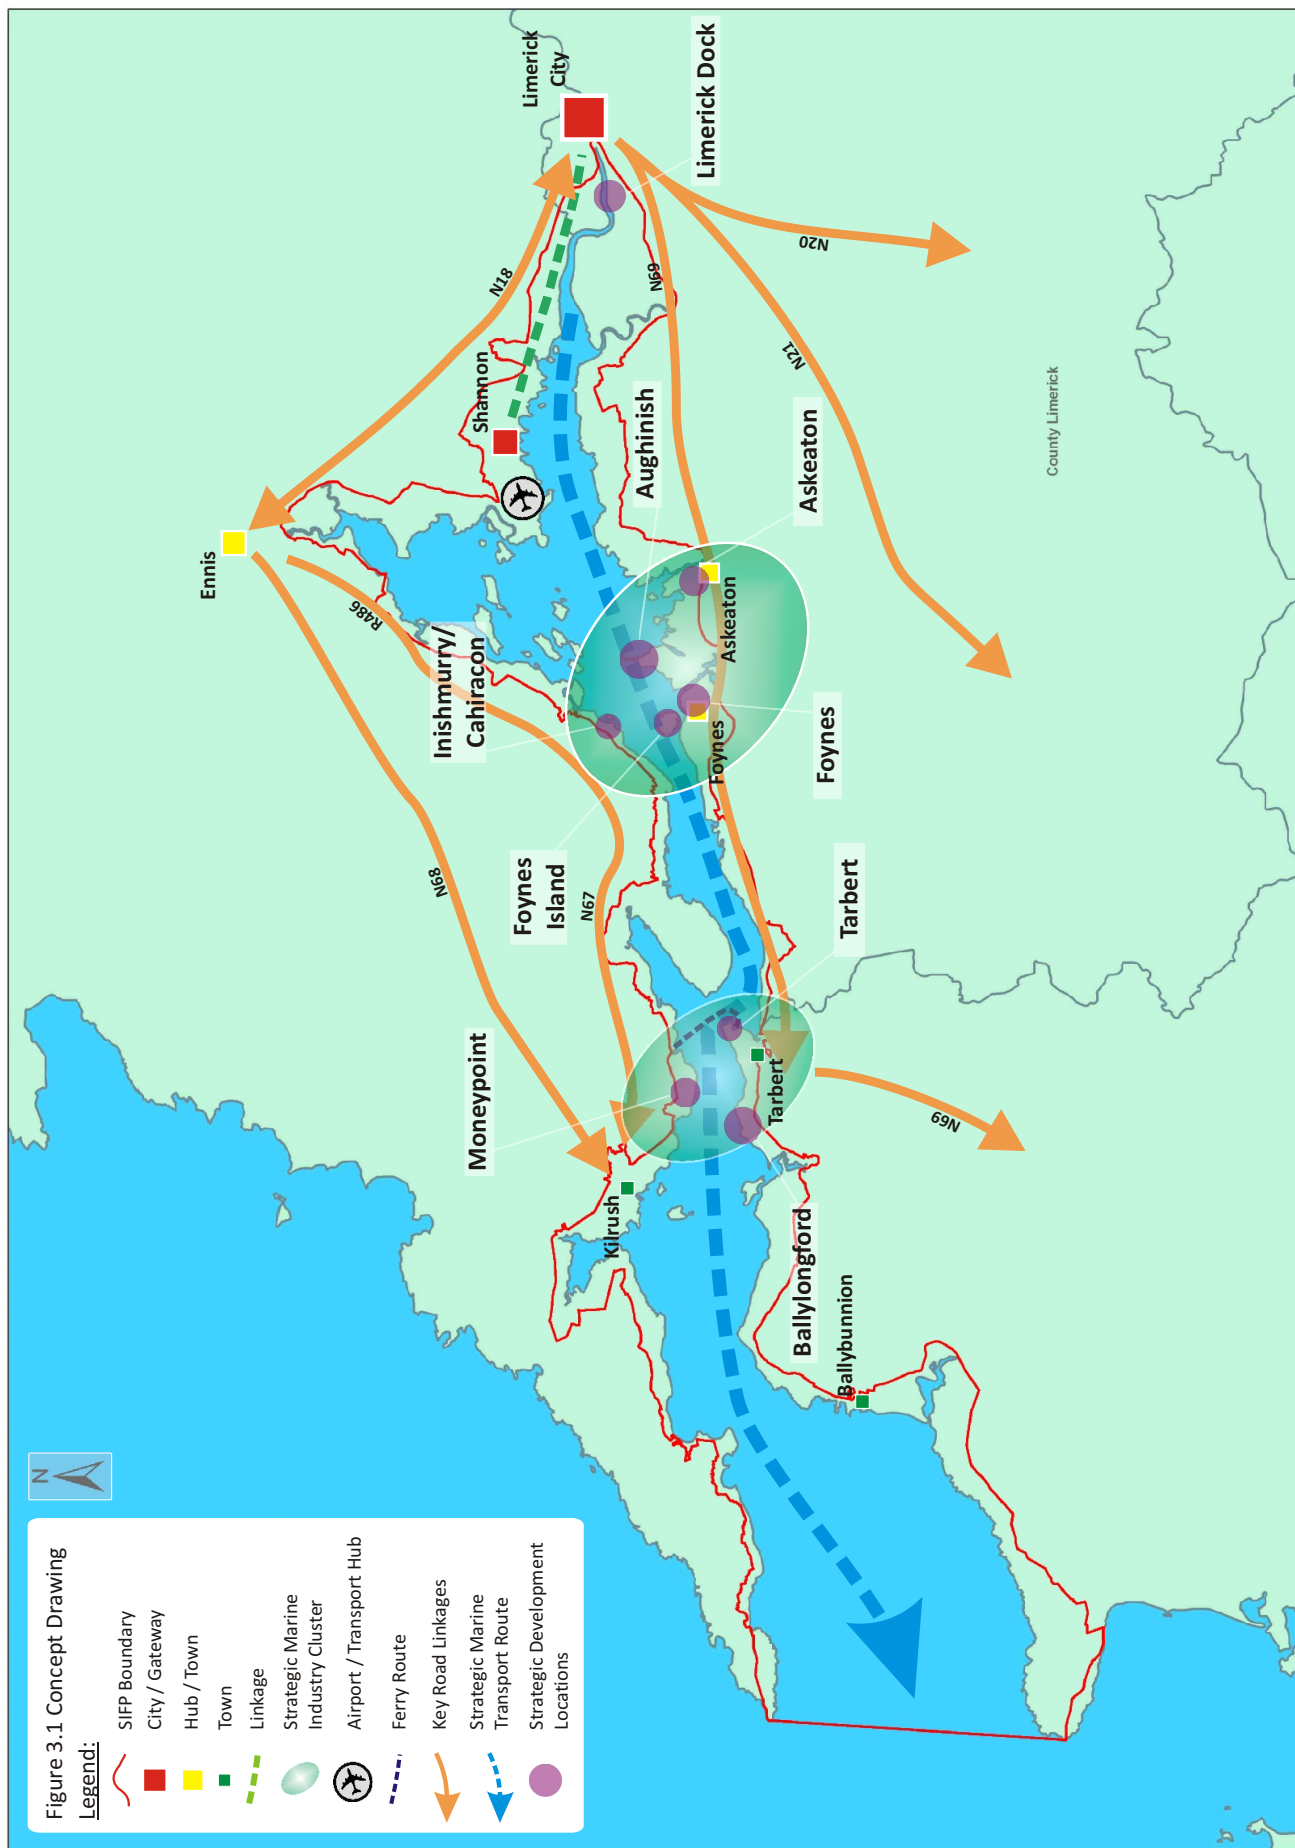 Figure 3.1 Concept Drawing
Legend:
SIFP Boundary
City / Gateway
Hub / Town
Town
Linkage
Strategic Marine
Industry Cluster
Airport / Transport Hub
Ferry Route
Key Road Linkages
Strategic Marine
Transport Route
Strategic Development
Locations
N
Ennis
N18
R486
N68
N67
Shannon
Limerick
City
Limerick Dock
N69
N20
N21
Inishmurry/
Cahiracon
Aughinish
Askeaton
Askeaton
Foynes
Foynes
Foynes
Island
Moneypoint
Tarbert
Tarbert
Kilrush
Ballylongford
Ballybunnion
N69
County Limerick